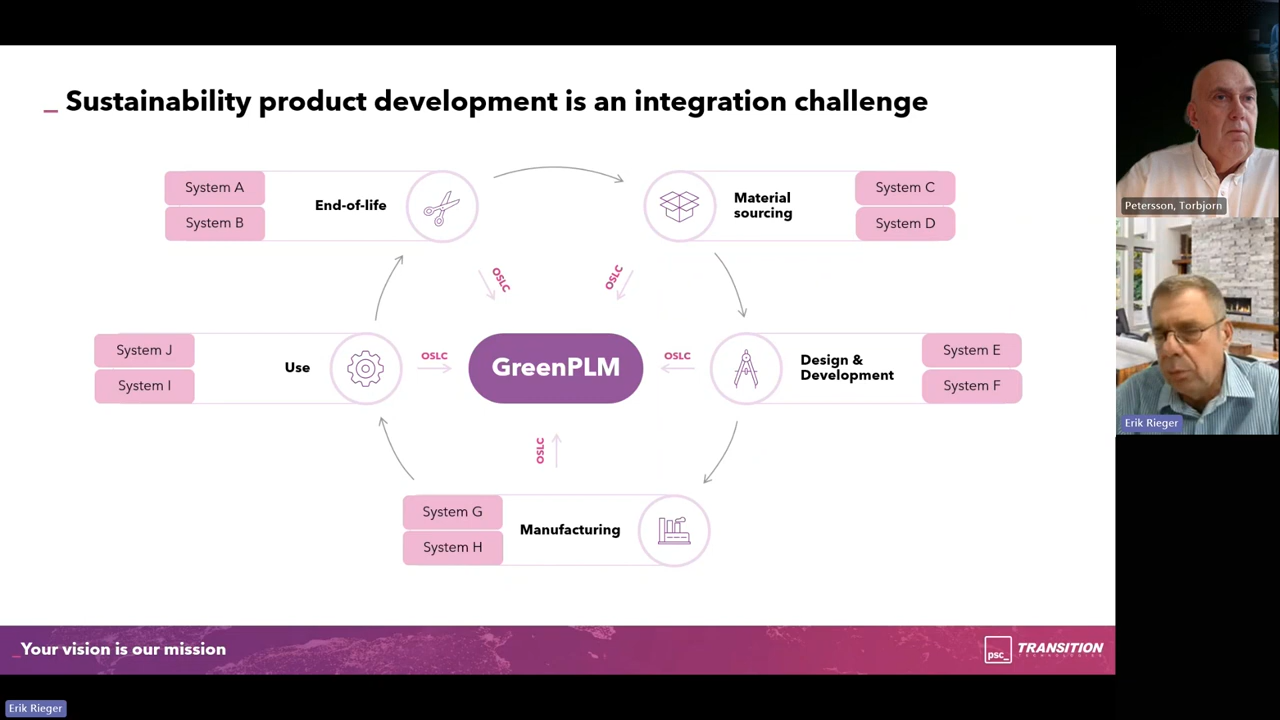 _ Sustainability product development is an integration challenge
System A
System B
End-of-life
Material
sourcing
System C
System D
OSLC
OSLC
System J
System I
Use
OSLC
GreenPLM
OSLC
Design &
Development
System E
System F
OSLC
System G
System H
Manufacturing
_Your vision is our mission
psc_
TRANSITION
TECHNOLOGIES
Petersson, Torbjorn
Erik Rieger
Erik Rieger